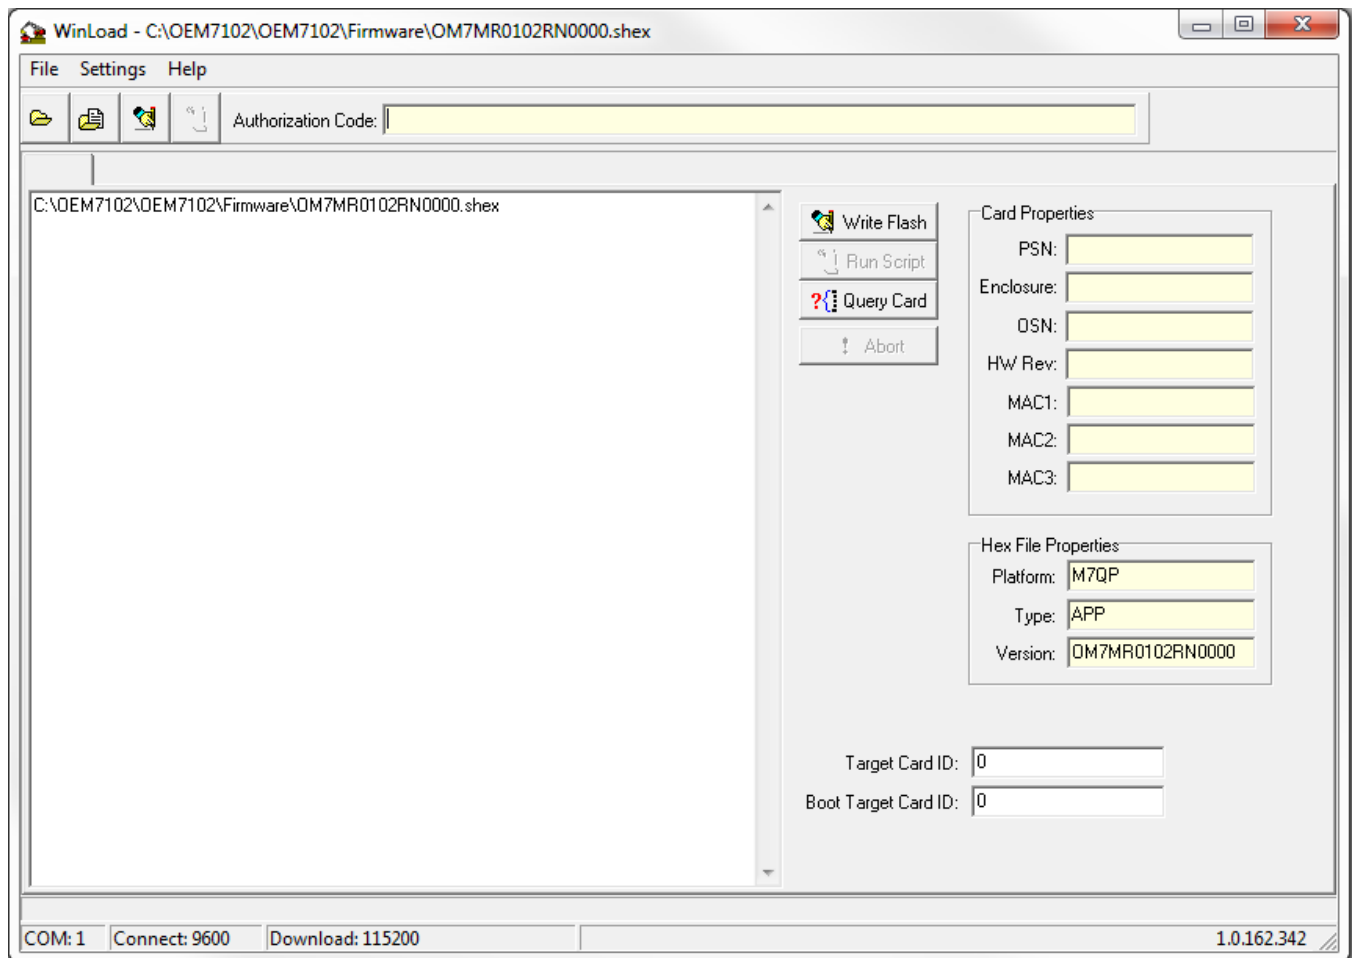 WinLoad - C:\OEM7102\OEM7102\Firmware\OM7MR0102RN0000.shex
File Settings Help
Authorization Code:
C:\OEM7102\OEM7102\Firmware\OM7MR0102RN0000.shex
Write Flash
Run Script
Query Card
Abort
Card Properties
PSN:
Enclosure:
OSN:
HW Rev:
MAC1:
MAC2:
MAC3:
Hex File Properties
Platform: M7QP
Type: APP
Version: OM7MR0102RN0000
Target Card ID: 0
Boot Target Card ID: 0
COM: 1 Connect: 9600 Download: 115200 1.0.162.342